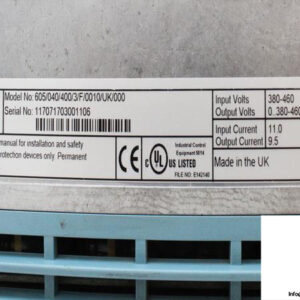 Model No: 605/040/400/3/F/0010/UK/000
Serial No: 117071703001106
manual for installation and safety
protection devices only Permanent
CE
UL US LISTED
Industrial Control
Equipment 5B14
FILE NO: E142140
Input Volts 380-460
Output Volts 0..380-460
Input Current 11.0
Output Current 9.5
Made in the UK